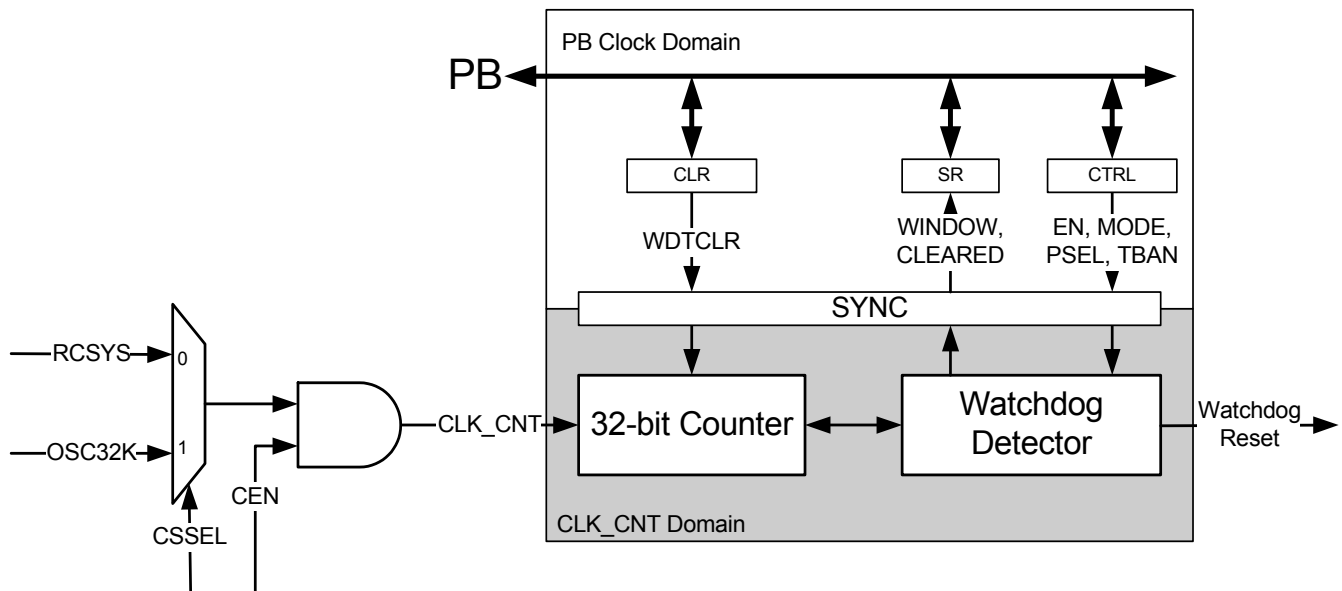 PB Clock Domain
PB
CLR
SR
CTRL
WDTCLR
WINDOW,
CLEARED
EN, MODE,
PSEL, TBAN
SYNC
RCSYS
0
OSC32K
1
CSSEL
CEN
CLK_CNT
32-bit Counter
Watchdog
Detector
Watchdog
Reset
CLK_CNT Domain